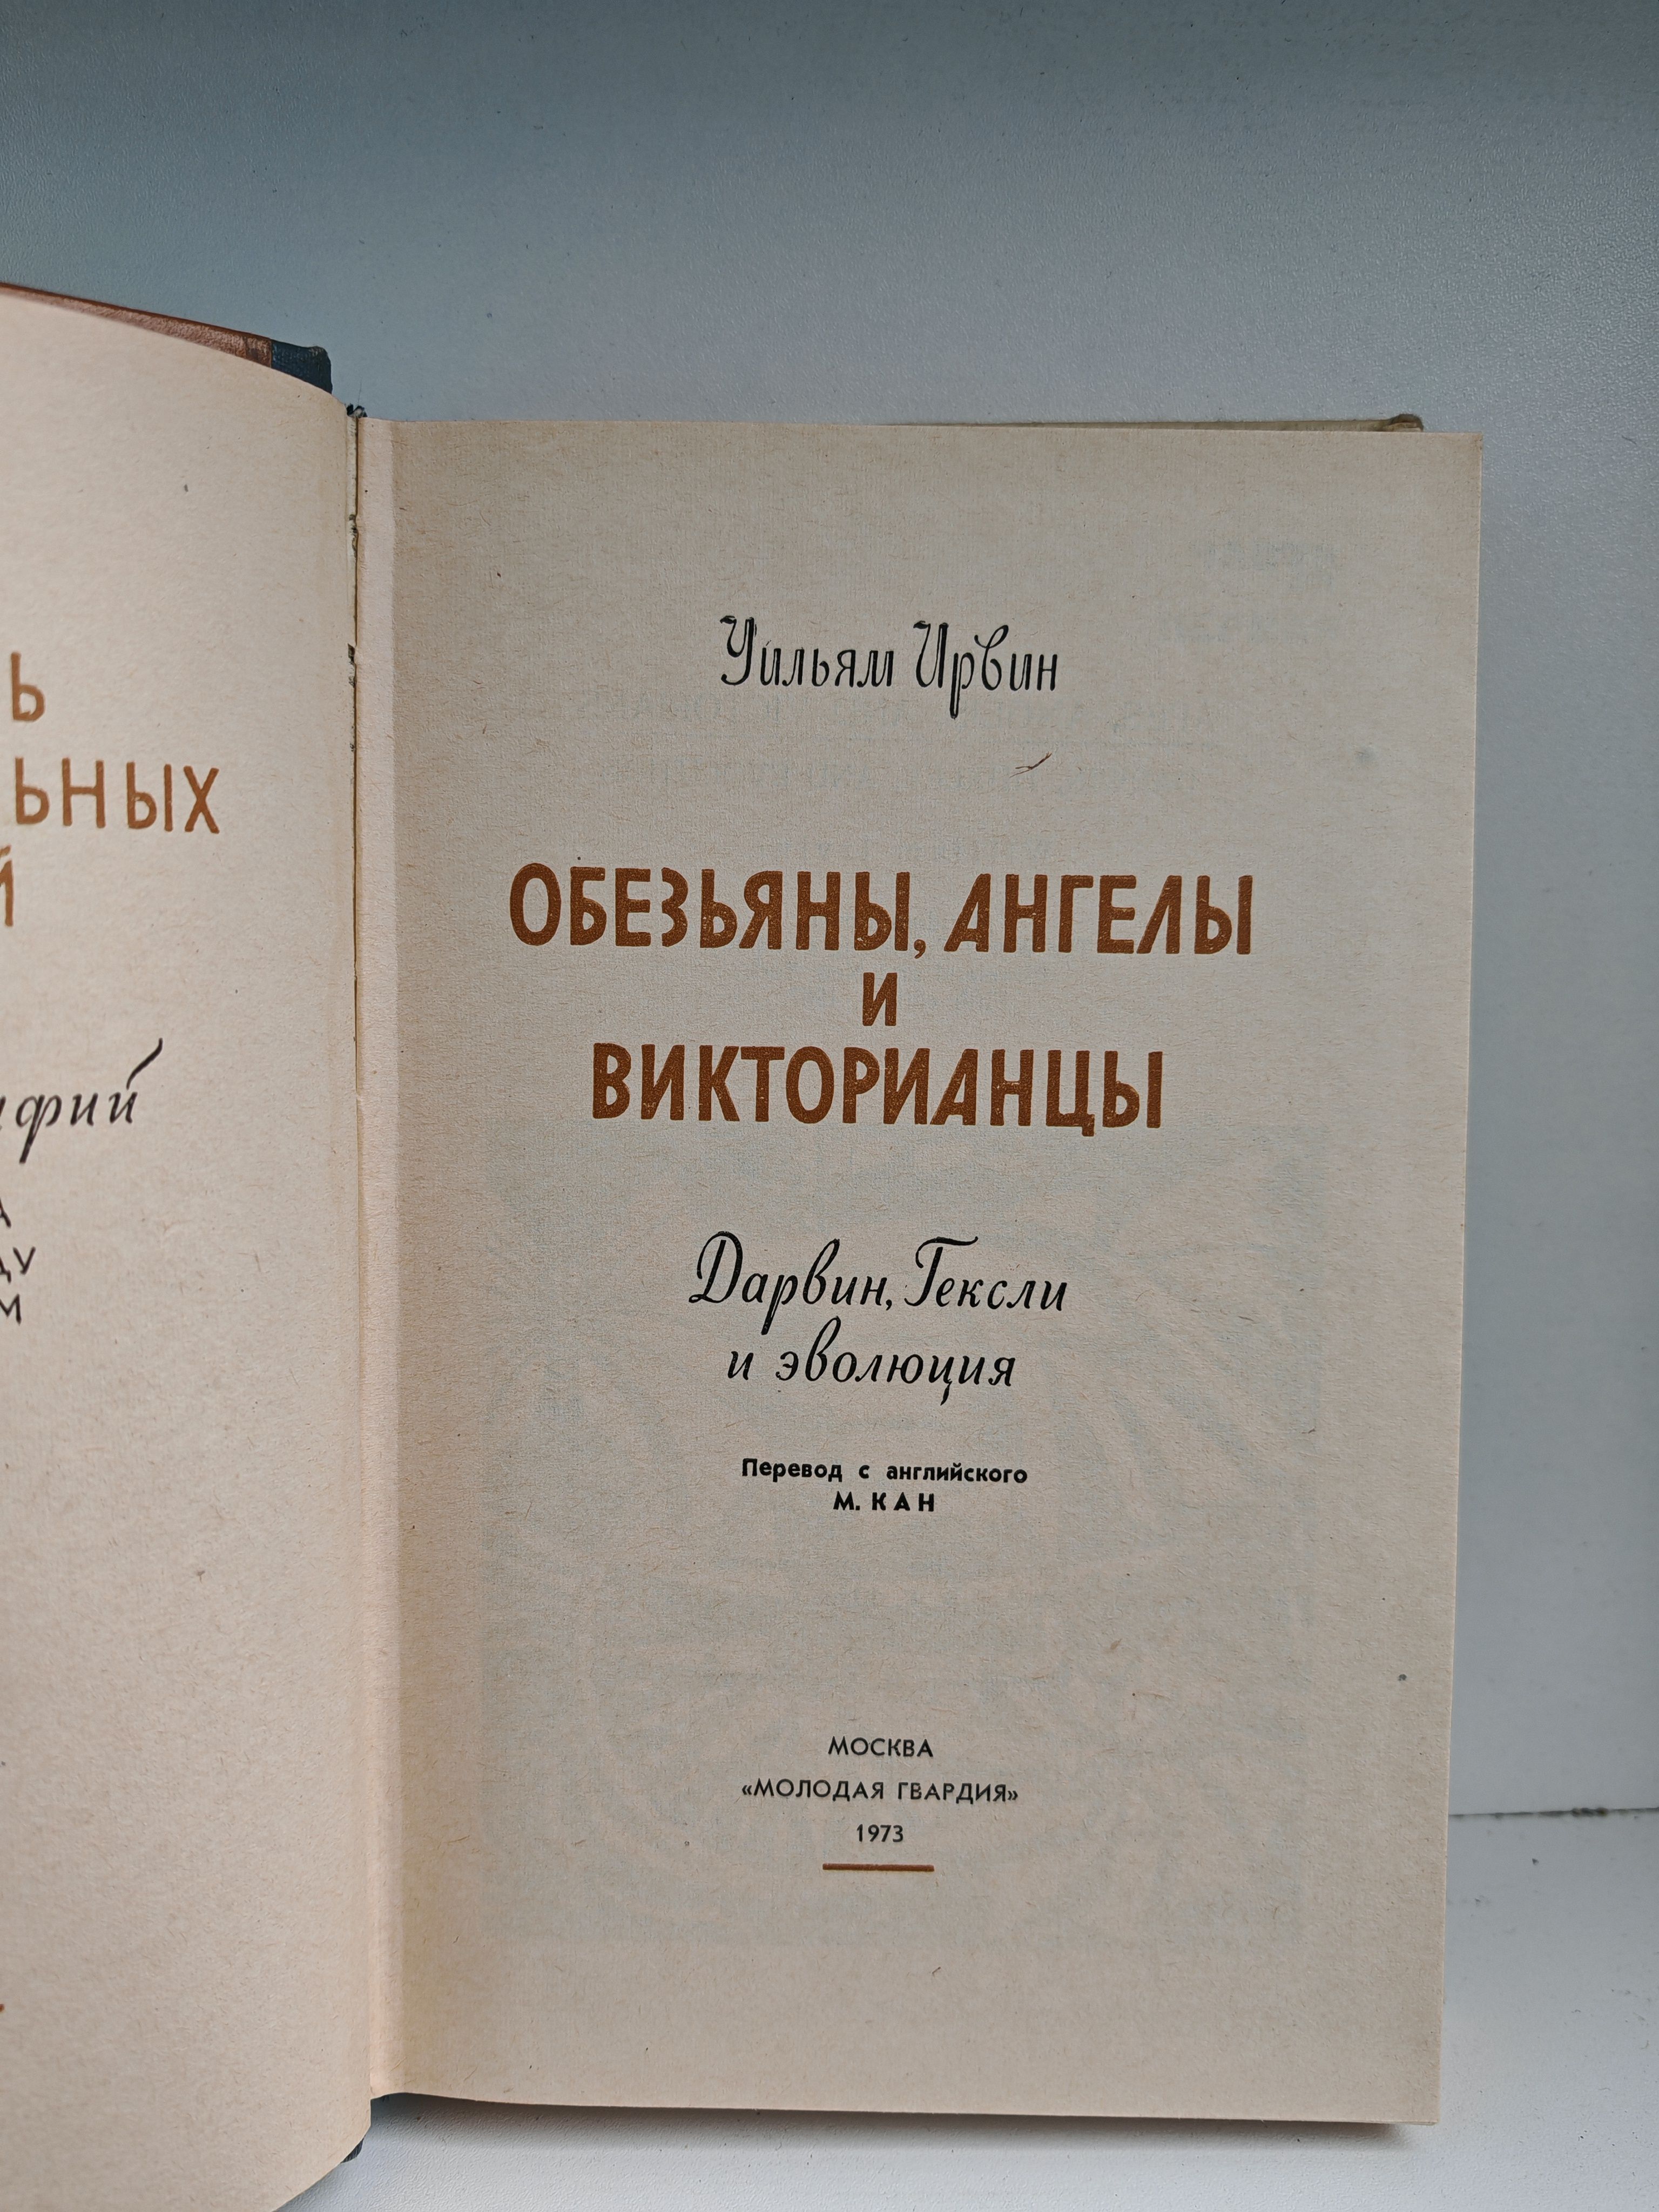 Уильям Ирвин
ОБЕЗЬЯНЫ, АНГЕЛЫ
И
ВИКТОРИАНЦЫ
Дарвин, Гексли
и эволюция
Перевод с английского
М. КАН
МОСКВА
«МОЛОДАЯ ГВАРДИЯ»
1973